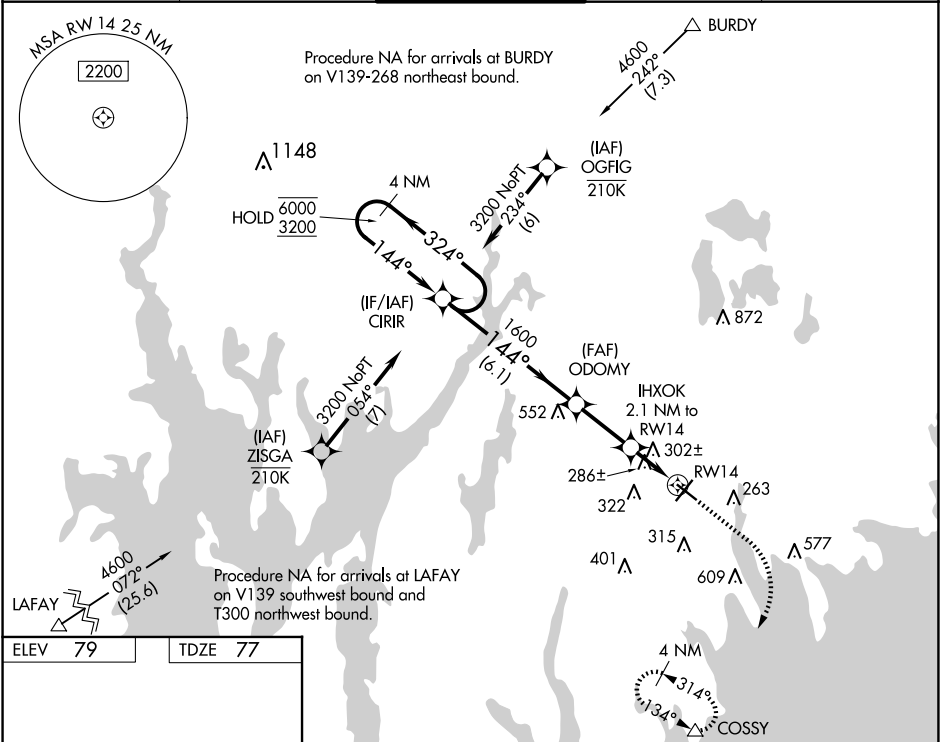 MSA RW 14 25 NM
2200
Procedure NA for arrivals at BURDY
on V139-268 northeast bound.
BURDY
4600
242°
(7.3)
1148
4 NM
HOLD 6000
3200
144°
324°
(IAF)
OGFIG
210K
3200 NoPT
234°
(6)
(IF/IAF)
CIRIR
872
1600
144°
(6.1)
(FAF)
ODOMY
552
IHXOK
2.1 NM to
RW14
302±
286±
RW14
322
263
315
401
577
609
3200 NoPT
054°
(7)
(IAF)
ZISGA
210K
4600
072°
(25.6)
LAFAY
Procedure NA for arrivals at LAFAY
on V139 southwest bound and
T300 northwest bound.
ELEV 79
TDZE 77
4 NM
314°
134°
COSSY